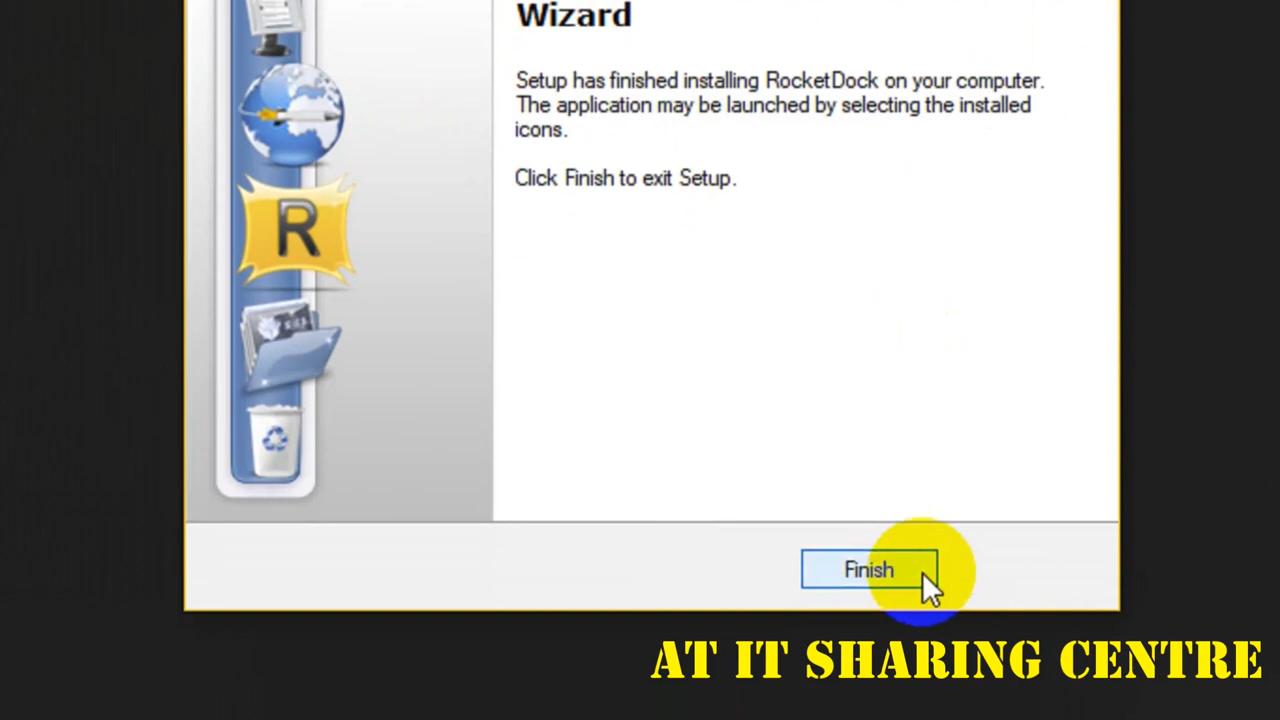 Wizard
Setup has finished installing RocketDock on your computer.
The application may be launched by selecting the installed
icons.
Click Finish to exit Setup.
R
Finish
AT IT SHARING CENTRE